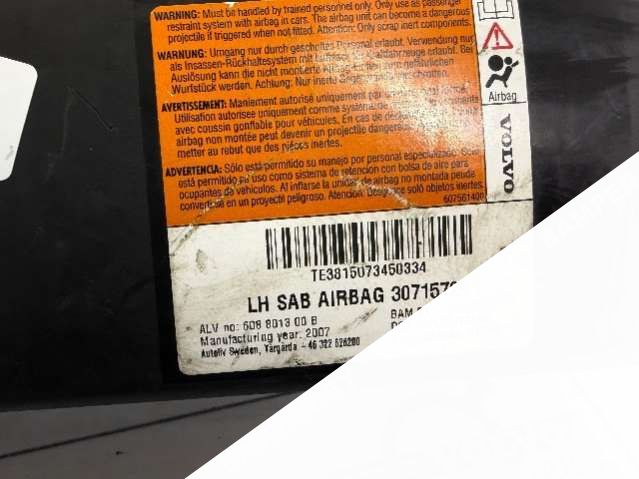 WARNING: Must be handled by trained personnel only. Only use as passenger
restraint system with airbag in cars. The airbag unit can become a dangerous
projectile if triggered when not fitted. Attention: Only scrap inert components.
WARNUNG: Umgang nur durch geschultes Personal erlaubt. Verwendung nur
als Insassen-Rückhaltesystem mit
Auslösung kann die nicht montierte
Wurfstück werden. Achtung: Nur inerte
AVERTISSEMENT: Maniement autorisé uniquement par
Utilisation autorisée uniquement comme système de
avec coussin gonflable pour véhicules. En cas de
airbag non montée peut devenir un projectile dangereux.
mettre au rebut que des pièces inertes.
ADVERTENCIA: Sólo está permitido su manejo por personal especializado. Sólo
está permitido su uso como sistema de retención con bolsa de aire para
ocupantes de vehículos. Al inflarse la unidad de airbag no montada peude
convertirse en un proyectil peligroso. Atención: Desguace solo objetos inertes.
607561400
Airbag
VOLVO
TE3815073450334
LH SAB AIRBAG 307157
ALV no: 608 8013 00 B
BAM
Manufacturing year: 2007
Autoliv Sweden, Vårgårda - 46 322 626200